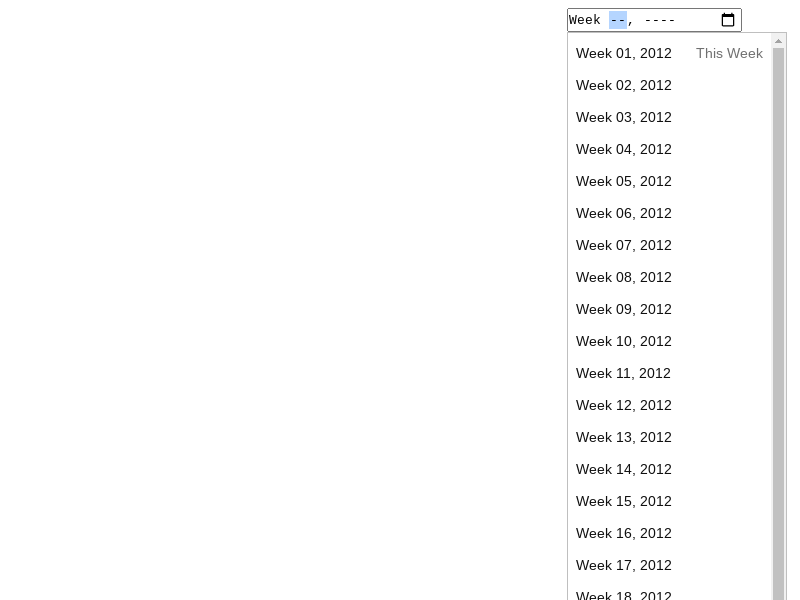 Week --, ----
Week 01, 2012 This Week
Week 02, 2012
Week 03, 2012
Week 04, 2012
Week 05, 2012
Week 06, 2012
Week 07, 2012
Week 08, 2012
Week 09, 2012
Week 10, 2012
Week 11, 2012
Week 12, 2012
Week 13, 2012
Week 14, 2012
Week 15, 2012
Week 16, 2012
Week 17, 2012
Week 18, 2012